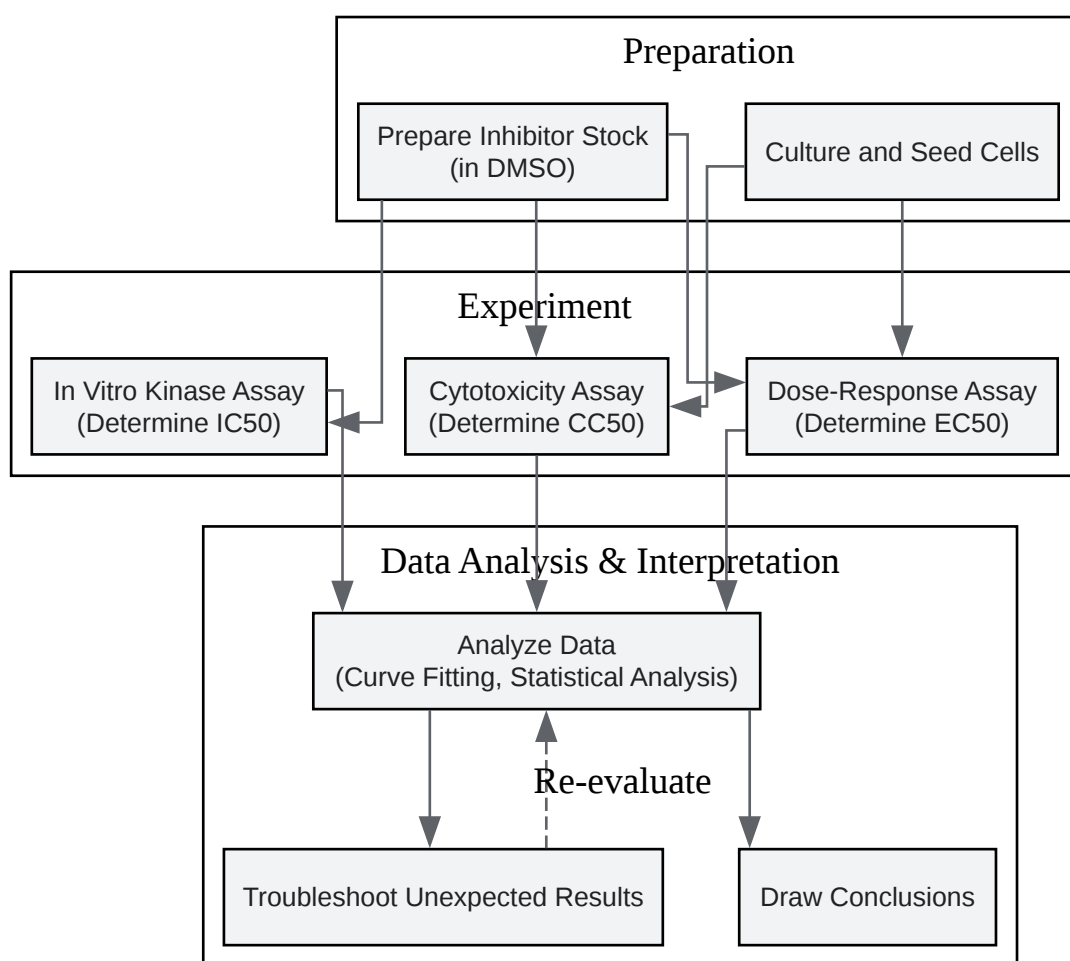 Preparation
Prepare Inhibitor Stock
(in DMSO)
Culture and Seed Cells
Experiment
In Vitro Kinase Assay
(Determine IC50)
Cytotoxicity Assay
(Determine CC50)
Dose-Response Assay
(Determine EC50)
Data Analysis & Interpretation
Analyze Data
(Curve Fitting, Statistical Analysis)
Re-evaluate
Troubleshoot Unexpected Results
Draw Conclusions